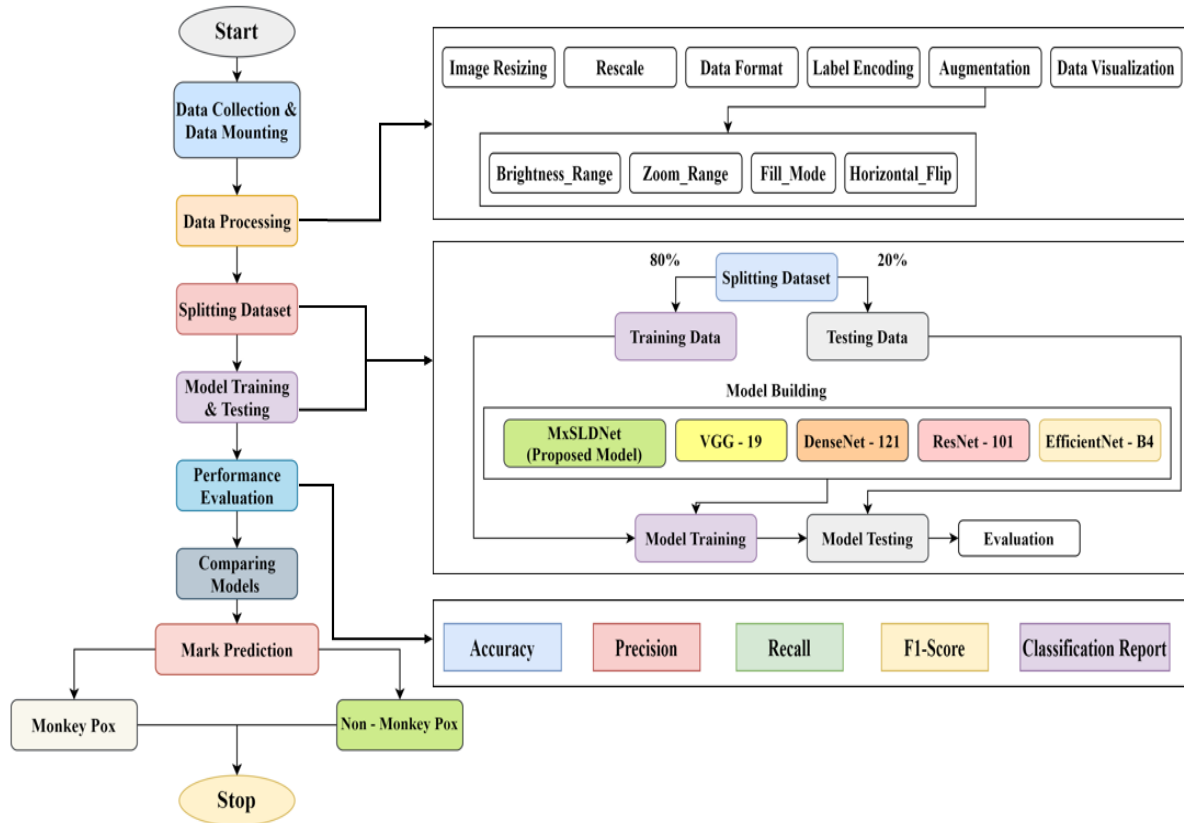 Start
Data Collection &
Data Mounting
Data Processing
Splitting Dataset
Model Training
& Testing
Performance
Evaluation
Comparing
Models
Mark Prediction
Monkey Pox
Non - Monkey Pox
Stop
Image Resizing
Rescale
Data Format
Label Encoding
Augmentation
Data Visualization
Brightness_Range
Zoom_Range
Fill_Mode
Horizontal_Flip
80%
Splitting Dataset
20%
Training Data
Testing Data
Model Building
MxSLDNet
(Proposed Model)
VGG - 19
DenseNet - 121
ResNet - 101
EfficientNet - B4
Model Training
Model Testing
Evaluation
Accuracy
Precision
Recall
F1-Score
Classification Report